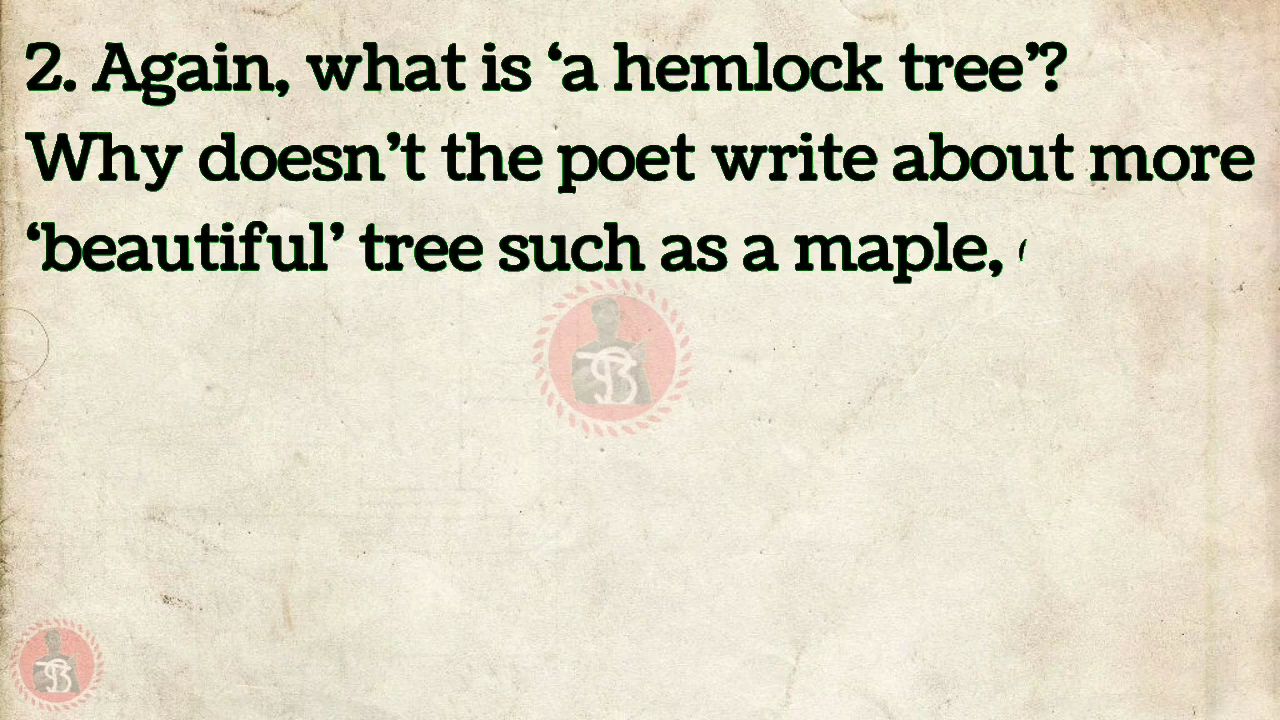 2. Again, what is ‘a hemlock tree’?
Why doesn’t the poet write about more
‘beautiful’ tree such as a maple,